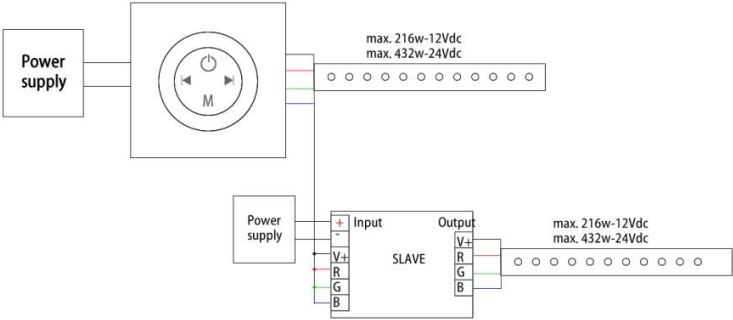 max. 216w-12Vdc
max. 432w-24Vdc
Power
supply
M
Power
supply
+
-
V+
R
G
B
Input
SLAVE
Output
V+
R
G
B
max. 216w-12Vdc
max. 432w-24Vdc